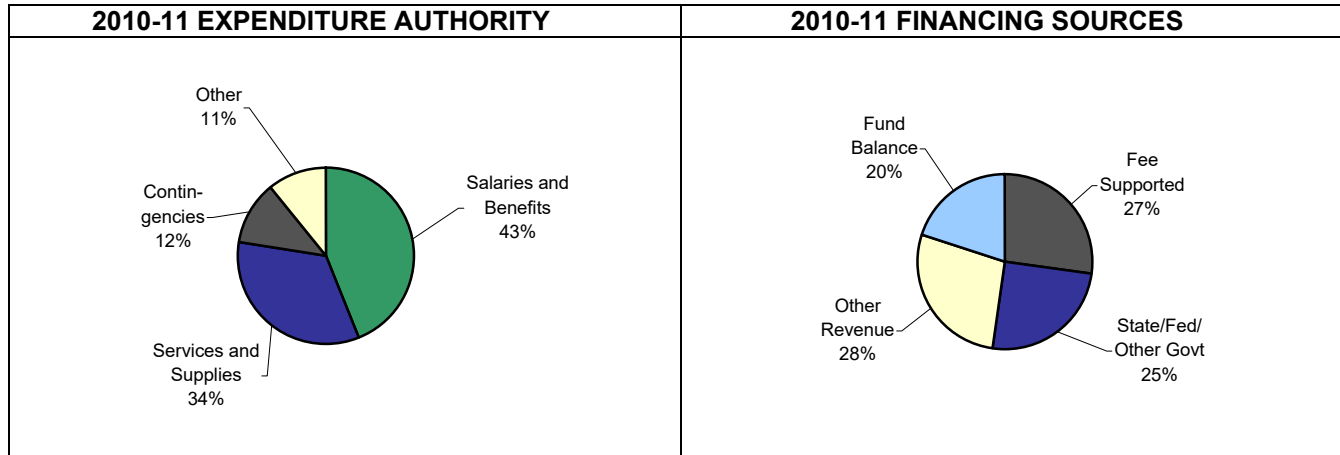 2010-11 EXPENDITURE AUTHORITY
Other
11%
Contin-
gencies
12%
Salaries and
Benefits
43%
Services and
Supplies
34%
2010-11 FINANCING SOURCES
Fund
Balance
20%
Fee
Supported
27%
Other
Revenue
28%
State/Fed/
Other Govt
25%